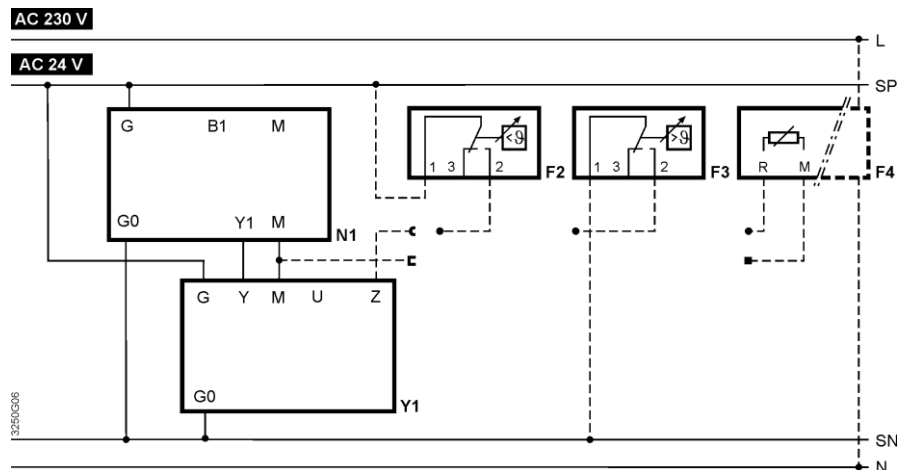 AC 230 V
L
AC 24 V
SP
G B1 M
G0 Y1 M
N1
<ϑ
1 3 2
F2
>ϑ
1 3 2
F3
R M
F4
G Y M U Z
G0
Y1
3250G06
SN
N